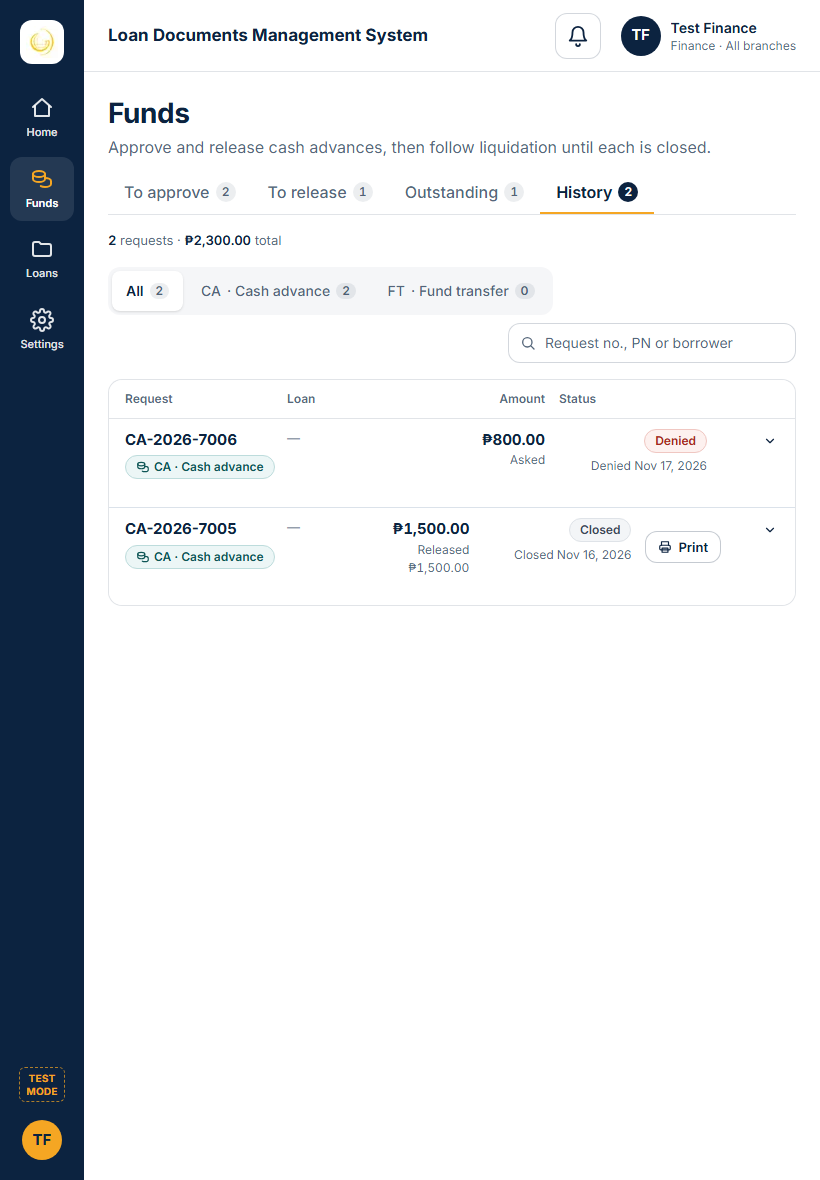 Loan Documents Management System
TF
Test Finance
Finance · All branches
Home
Funds
Loans
Settings
TEST
MODE
TF
Funds
Approve and release cash advances, then follow liquidation until each is closed.
To approve 2
To release 1
Outstanding 1
History 2
2 requests · ₱2,300.00 total
All 2
CA · Cash advance 2
FT · Fund transfer 0
Request no., PN or borrower
Request Loan Amount Status
CA-2026-7006 — ₱800.00 Denied
CA · Cash advance Asked Denied Nov 17, 2026
CA-2026-7005 — ₱1,500.00 Closed
CA · Cash advance Released Closed Nov 16, 2026 Print
₱1,500.00